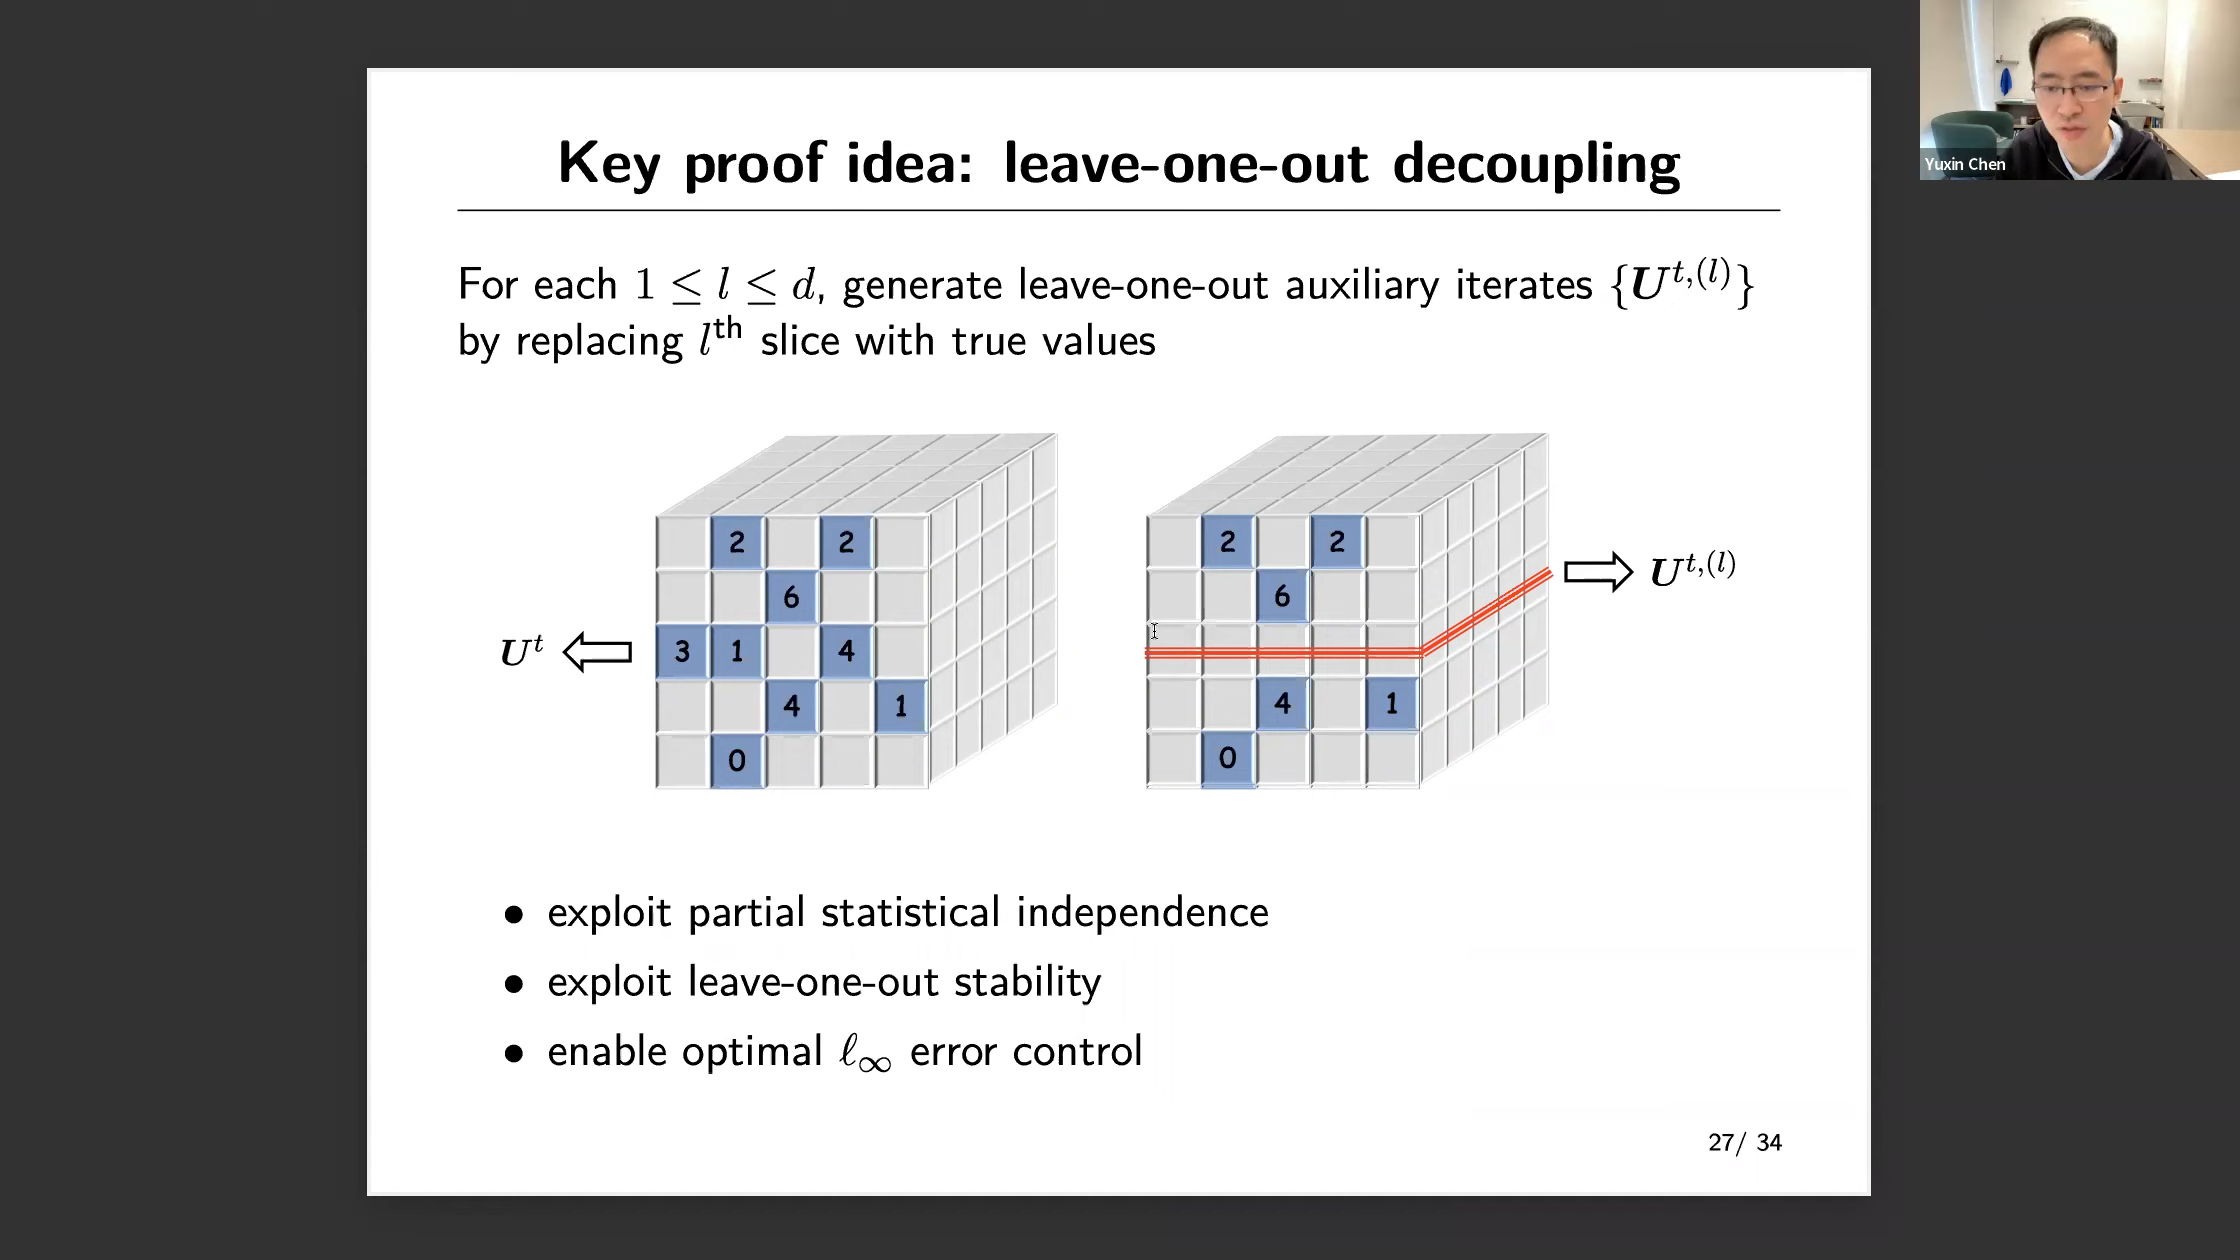 Key proof idea: leave-one-out decoupling
For each 1 ≤ l ≤ d, generate leave-one-out auxiliary iterates {U^{t,(l)}}
by replacing l^{th} slice with true values
2 2
6
U^t 3 1 4
4 1
0
2 2
6
U^{t,(l)}
4 1
0
• exploit partial statistical independence
• exploit leave-one-out stability
• enable optimal ℓ_∞ error control
27/ 34
Yuxin Chen